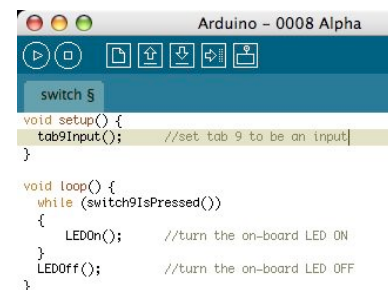 Arduino – 0008 Alpha
switch §
void setup() {
  tab9Input();      //set tab 9 to be an input
}
void loop() {
  while (switch9IsPressed())
  {
      LEDOn();      //turn the on-board LED ON
  }
  LEDOff();         //turn the on-board LED OFF
}